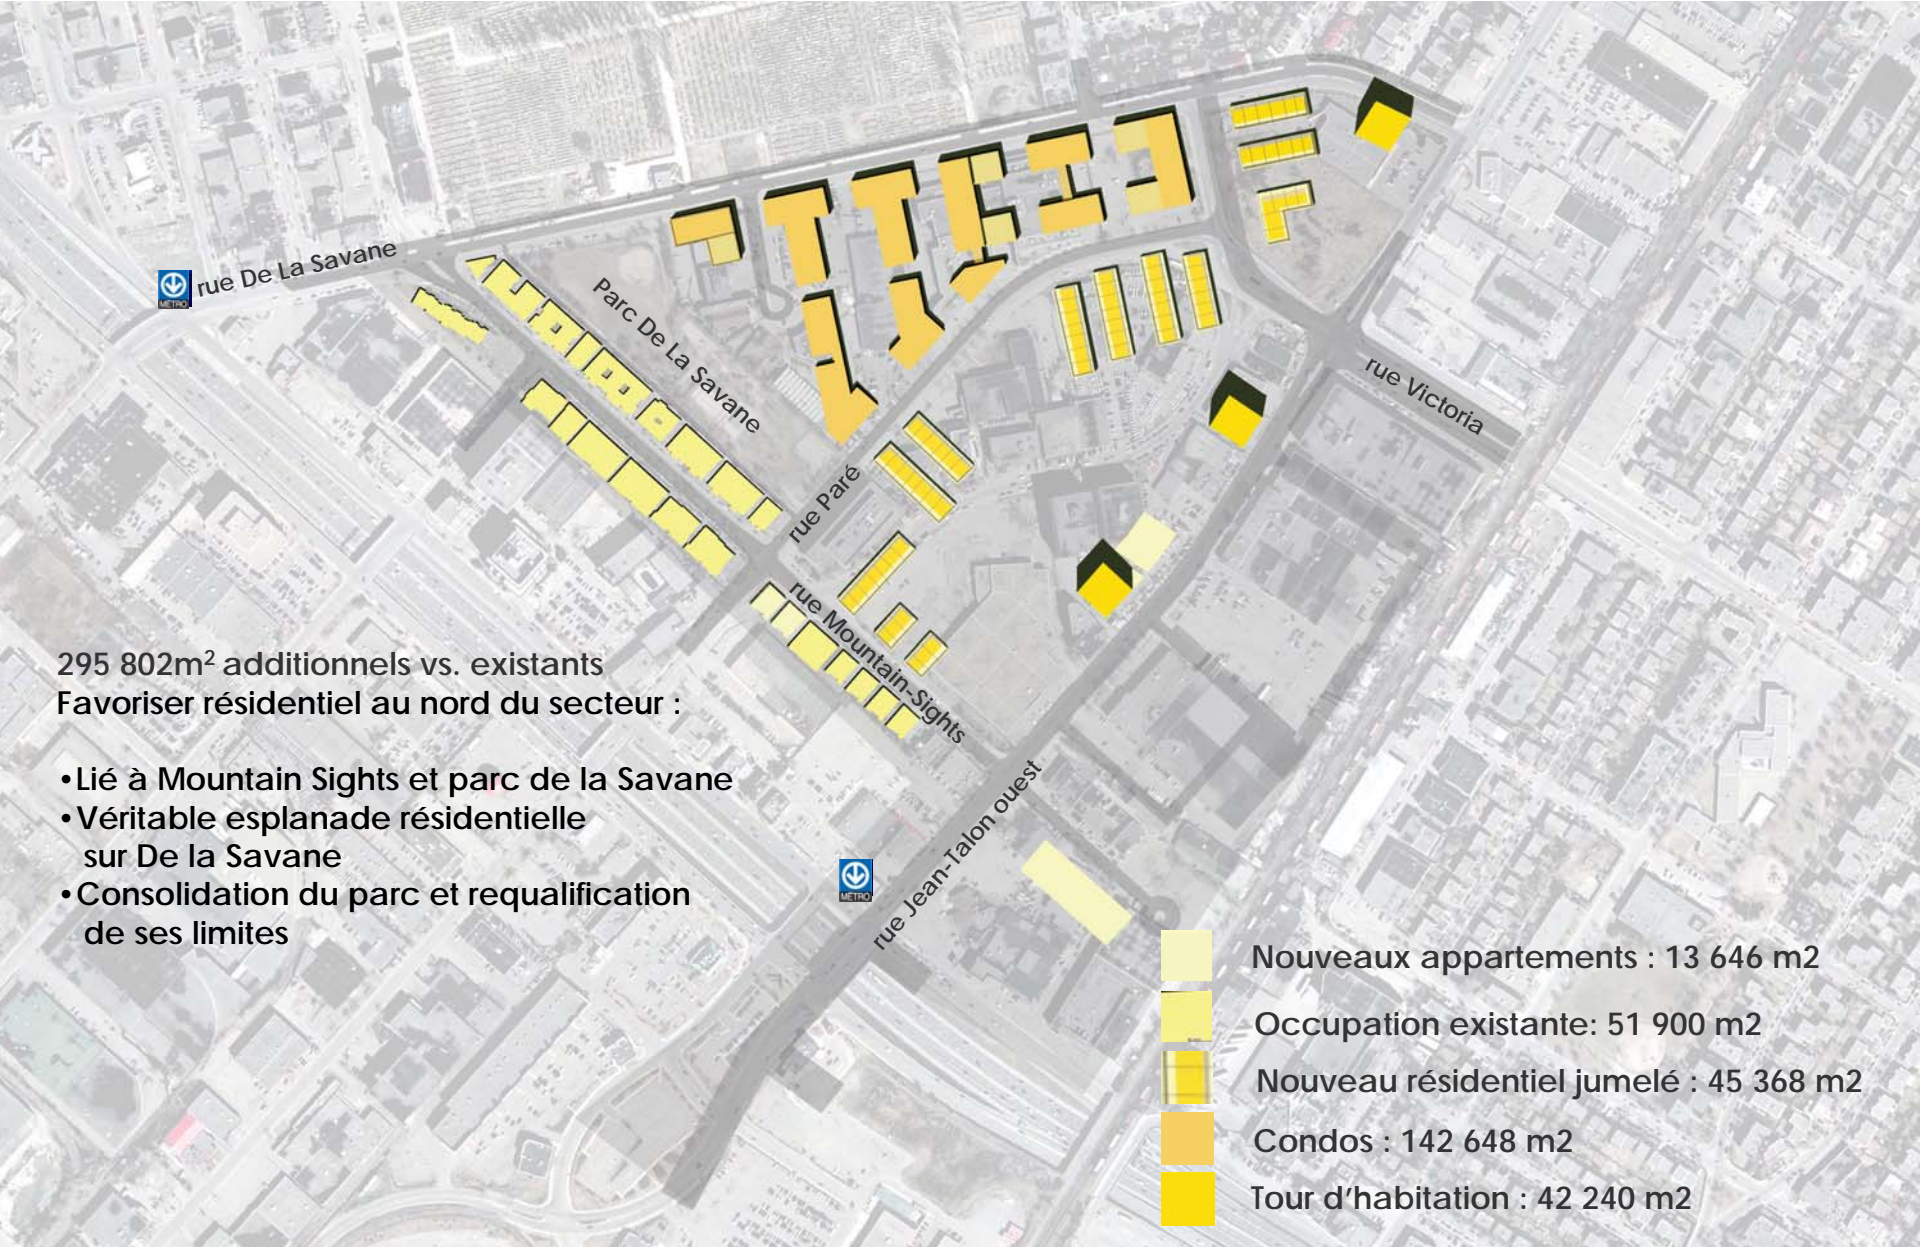 rue De La Savane
METRO
Parc De La Savane
rue Victoria
rue Paré
rue Mountain-Sights
295 802m² additionnels vs. existants
Favoriser résidentiel au nord du secteur :
•Lié à Mountain Sights et parc de la Savane
•Véritable esplanade résidentielle
sur De la Savane
•Consolidation du parc et requalification
de ses limites
METRO
rue Jean-Talon ouest
Nouveaux appartements : 13 646 m2
Occupation existante: 51 900 m2
Nouveau résidentiel jumelé : 45 368 m2
Condos : 142 648 m2
Tour d'habitation : 42 240 m2